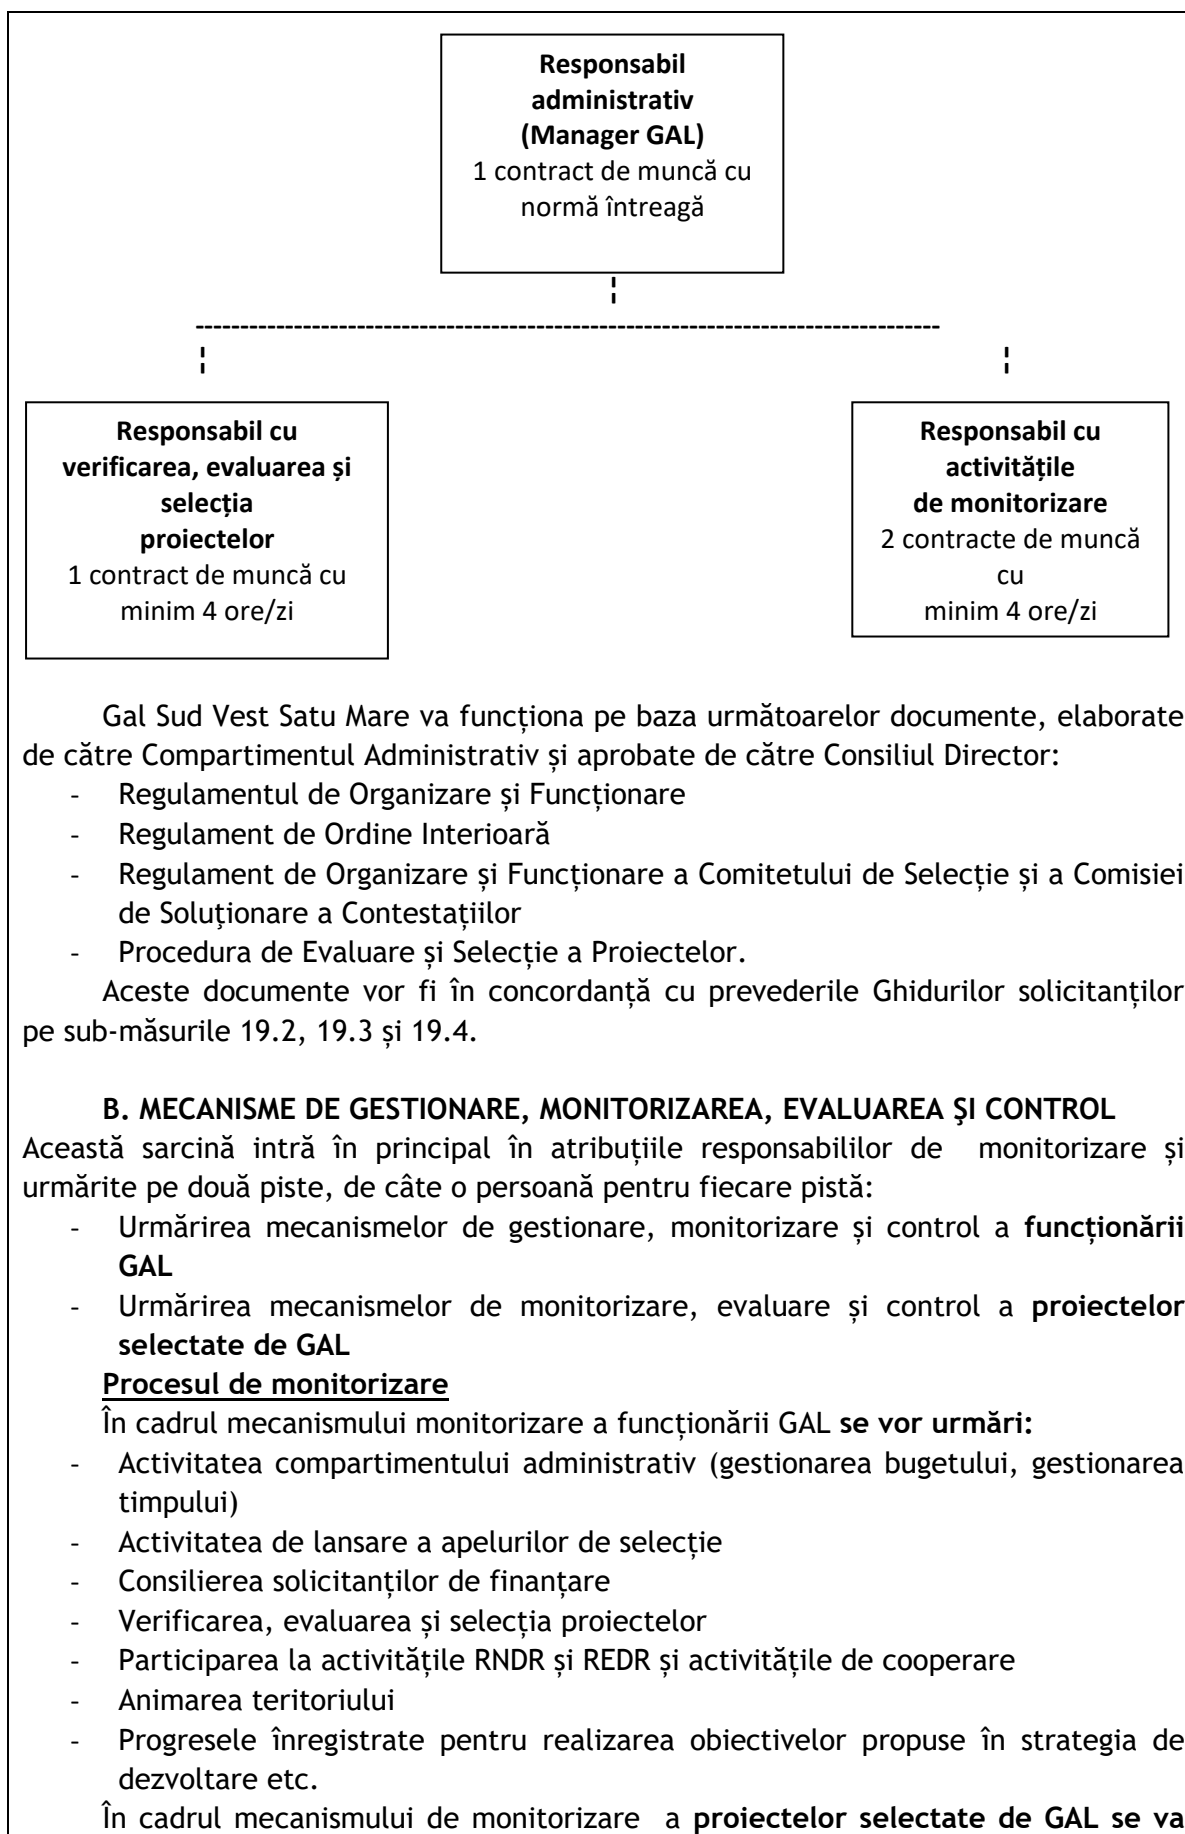 Responsabil
administrativ
(Manager GAL)
1 contract de muncă cu
normă întreagă
Responsabil cu
verificarea, evaluarea și
selecția
proiectelor
1 contract de muncă cu
minim 4 ore/zi
Responsabil cu
activitățile
de monitorizare
2 contracte de muncă
cu
minim 4 ore/zi
Gal Sud Vest Satu Mare va funcționa pe baza următoarelor documente, elaborate
de către Compartimentul Administrativ și aprobate de către Consiliul Director:
- Regulamentul de Organizare și Funcționare
- Regulament de Ordine Interioară
- Regulament de Organizare și Funcționare a Comitetului de Selecție și a Comisiei
de Soluţionare a Contestațiilor
- Procedura de Evaluare și Selecție a Proiectelor.
Aceste documente vor fi în concordanță cu prevederile Ghidurilor solicitanților
pe sub-măsurile 19.2, 19.3 și 19.4.
B. MECANISME DE GESTIONARE, MONITORIZAREA, EVALUAREA ŞI CONTROL
Această sarcină intră în principal în atribuțiile responsabililor de monitorizare și
urmărite pe două piste, de câte o persoană pentru fiecare pistă:
- Urmărirea mecanismelor de gestionare, monitorizare și control a funcționării
GAL
- Urmărirea mecanismelor de monitorizare, evaluare și control a proiectelor
selectate de GAL
Procesul de monitorizare
În cadrul mecanismului monitorizare a funcționării GAL se vor urmări:
- Activitatea compartimentului administrativ (gestionarea bugetului, gestionarea
timpului)
- Activitatea de lansare a apelurilor de selecție
- Consilierea solicitanților de finanțare
- Verificarea, evaluarea și selecția proiectelor
- Participarea la activitățile RNDR și REDR și activitățile de cooperare
- Animarea teritoriului
- Progresele înregistrate pentru realizarea obiectivelor propuse în strategia de
dezvoltare etc.
În cadrul mecanismului de monitorizare a proiectelor selectate de GAL se va